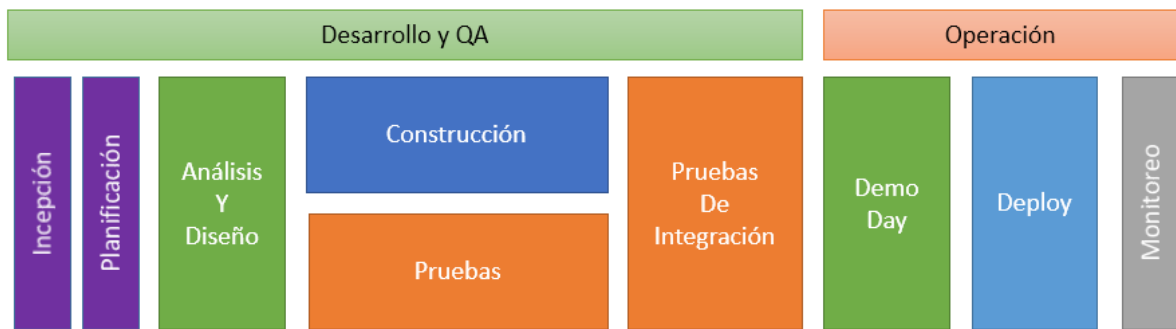 Desarrollo y QA
Operación
Incepción
Planificación
Análisis
Y
Diseño
Construcción
Pruebas
Pruebas
De
Integración
Demo
Day
Deploy
Monitoreo